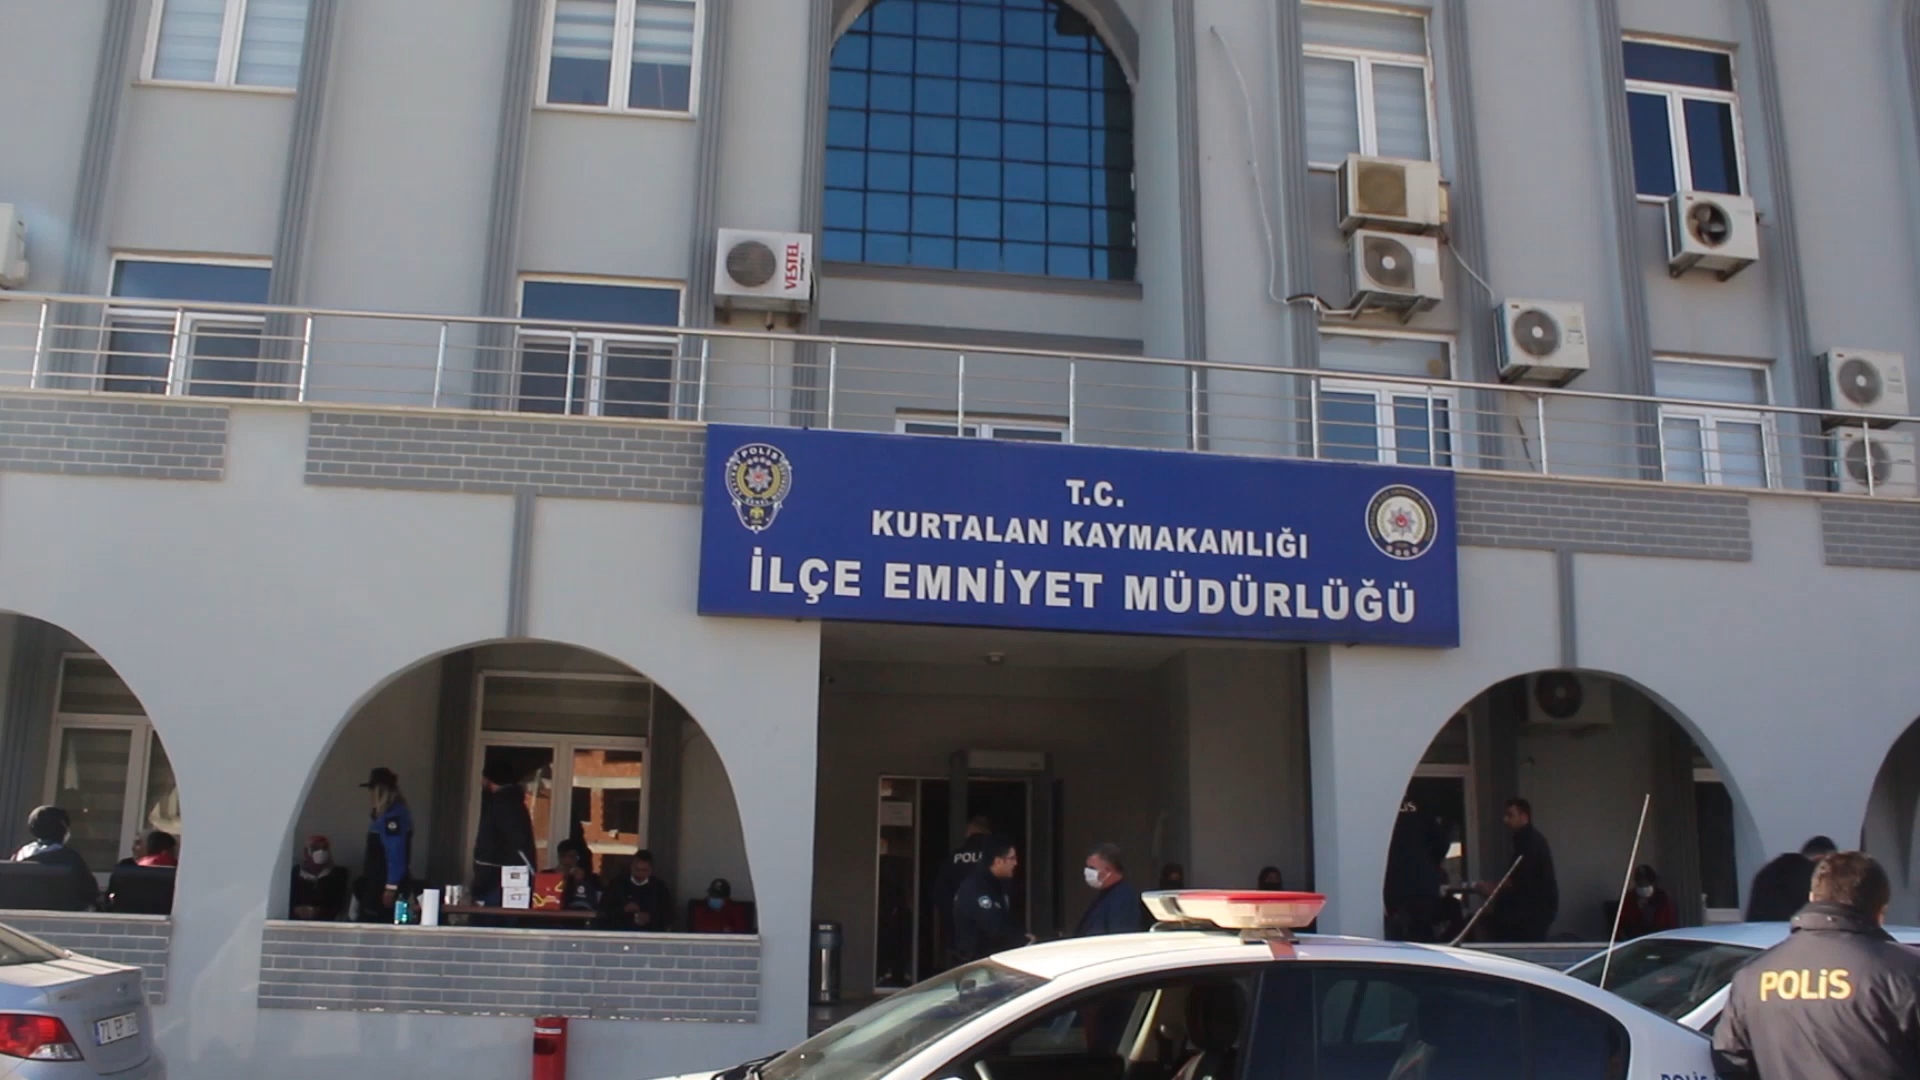 VESTEL
POLİS
T.C.
KURTALAN KAYMAKAMLIĞI
İLÇE EMNİYET MÜDÜRLÜĞÜ
POLİS